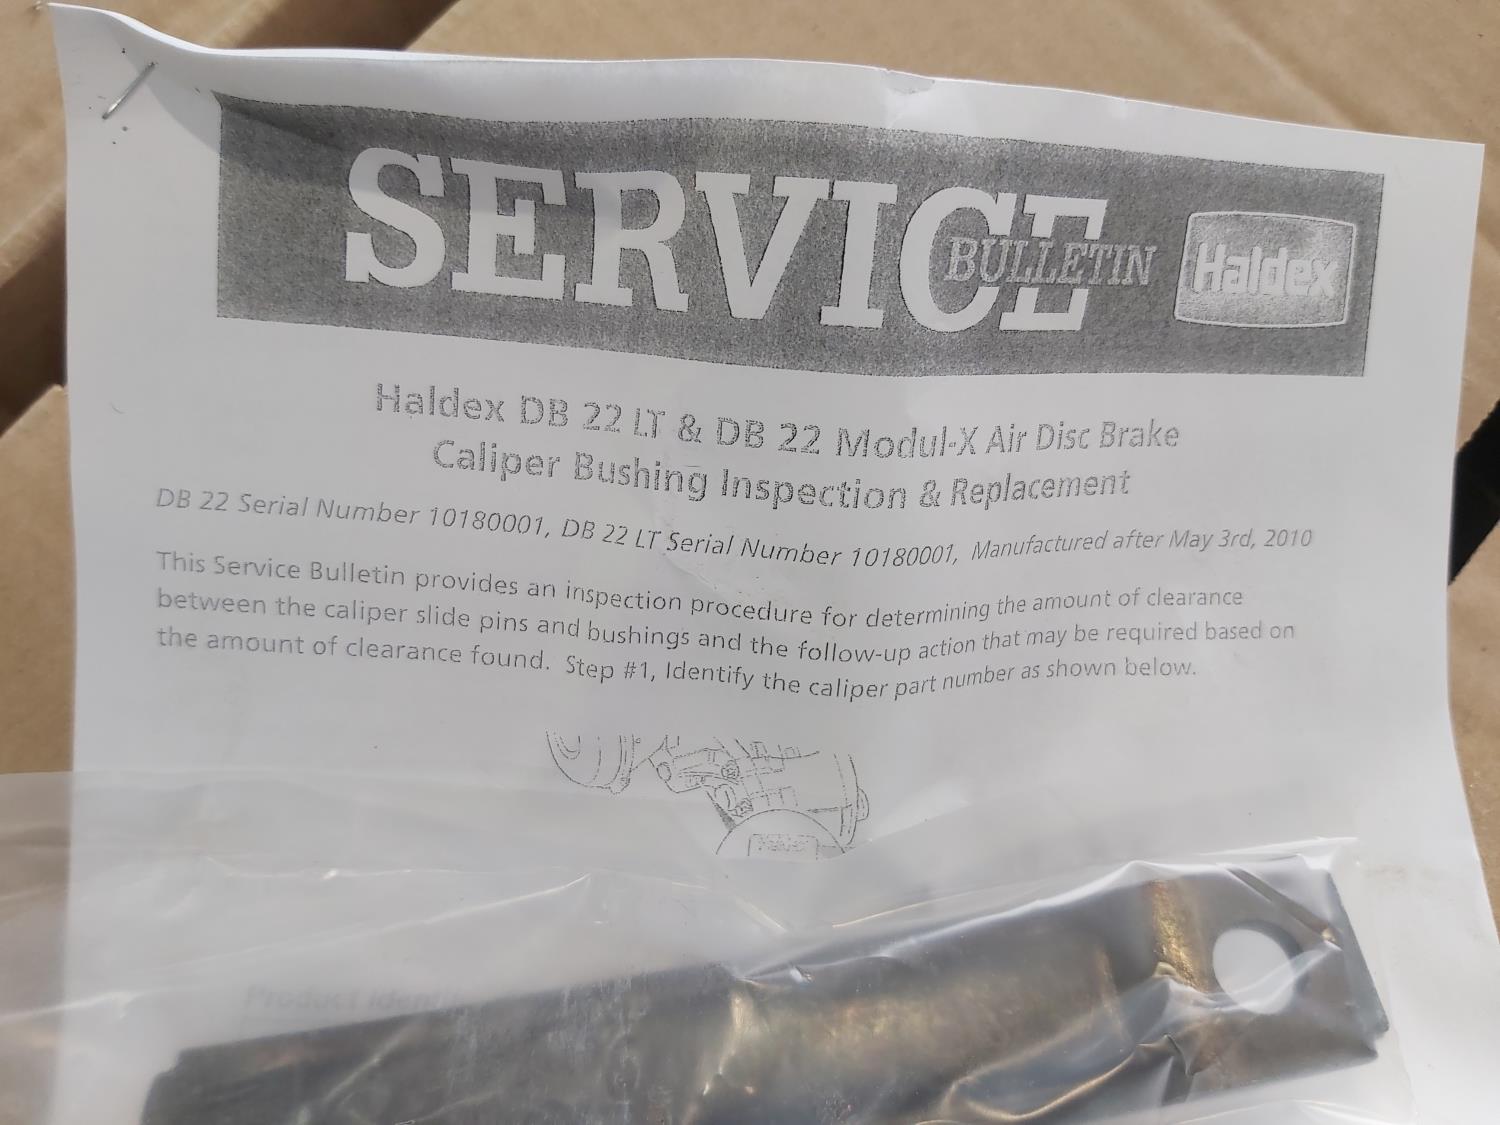 SERVICE
BULLETIN
Haldex
Haldex DB 22 LT & DB 22 Modul-X Air Disc Brake
Caliper Bushing Inspection & Replacement
DB 22 Serial Number 10180001, DB 22 LT Serial Number 10180001, Manufactured after May 3rd, 2010
This Service Bulletin provides an inspection procedure for determining the amount of clearance
between the caliper slide pins and bushings and the follow-up action that may be required based on
the amount of clearance found. Step #1, Identify the caliper part number as shown below.
Haldex
Product